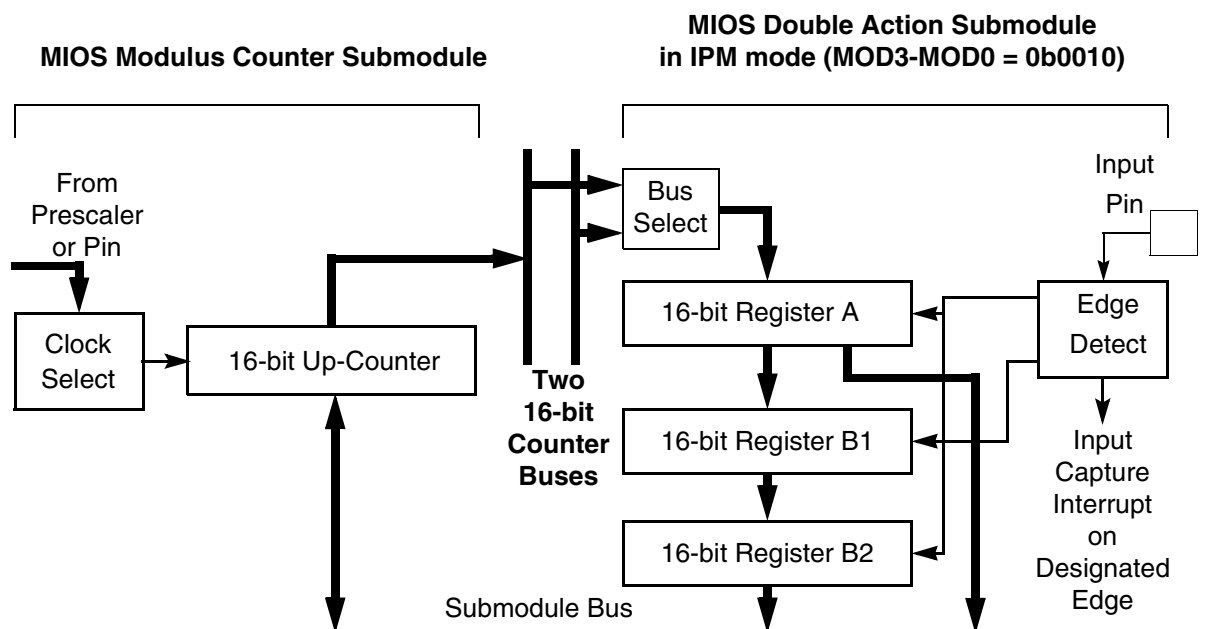 MIOS Modulus Counter Submodule
MIOS Double Action Submodule
in IPM mode (MOD3-MOD0 = 0b0010)
From
Prescaler
or Pin
Clock
Select
16-bit Up-Counter
Two
16-bit
Counter
Buses
Bus
Select
Input
Pin
16-bit Register A
Edge
Detect
16-bit Register B1
16-bit Register B2
Input
Capture
Interrupt
on
Designated
Edge
Submodule Bus